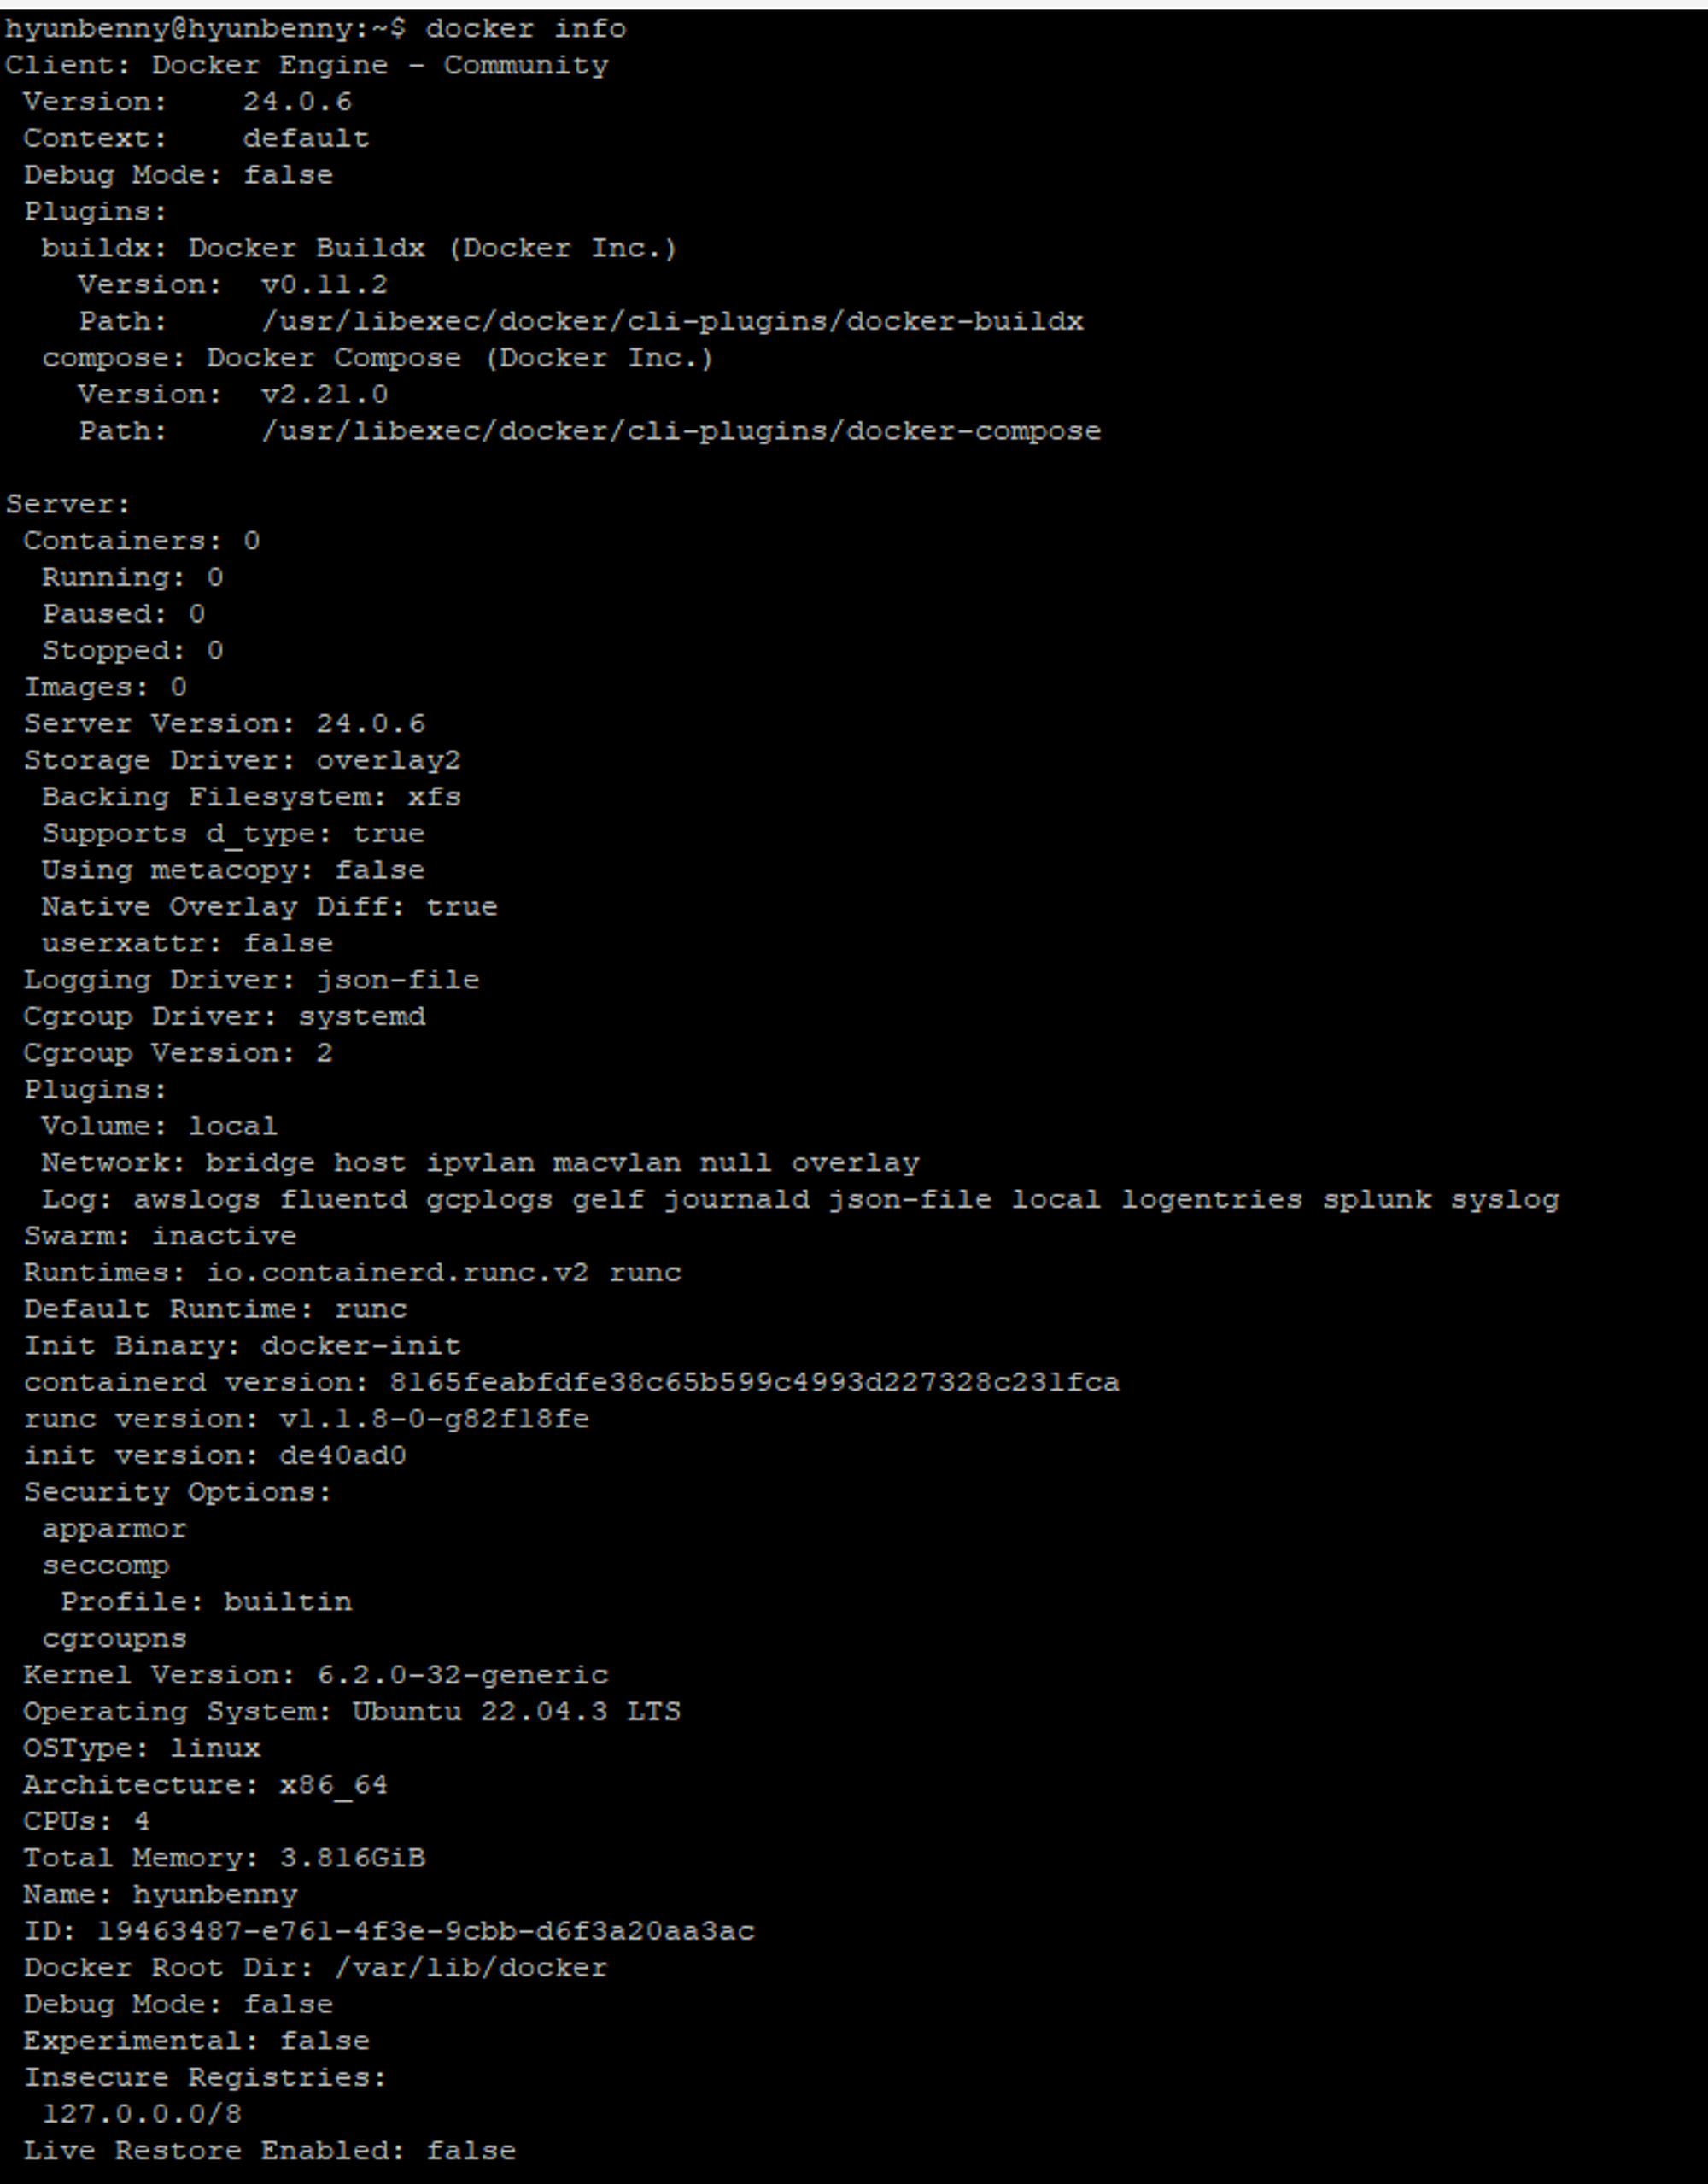 hyunbenny@hyunbenny:~$ docker info
Client: Docker Engine - Community
 Version:    24.0.6
 Context:    default
 Debug Mode: false
 Plugins:
  buildx: Docker Buildx (Docker Inc.)
    Version:  v0.11.2
    Path:     /usr/libexec/docker/cli-plugins/docker-buildx
  compose: Docker Compose (Docker Inc.)
    Version:  v2.21.0
    Path:     /usr/libexec/docker/cli-plugins/docker-compose

Server:
 Containers: 0
  Running: 0
  Paused: 0
  Stopped: 0
 Images: 0
 Server Version: 24.0.6
 Storage Driver: overlay2
  Backing Filesystem: xfs
  Supports d_type: true
  Using metacopy: false
  Native Overlay Diff: true
  userxattr: false
 Logging Driver: json-file
 Cgroup Driver: systemd
 Cgroup Version: 2
 Plugins:
  Volume: local
  Network: bridge host ipvlan macvlan null overlay
  Log: awslogs fluentd gcplogs gelf journald json-file local logentries splunk syslog
 Swarm: inactive
 Runtimes: io.containerd.runc.v2 runc
 Default Runtime: runc
 Init Binary: docker-init
 containerd version: 8165feabfdfe38c65b599c4993d227328c231fca
 runc version: v1.1.8-0-g82f18fe
 init version: de40ad0
 Security Options:
  apparmor
  seccomp
   Profile: builtin
  cgroupns
 Kernel Version: 6.2.0-32-generic
 Operating System: Ubuntu 22.04.3 LTS
 OSType: linux
 Architecture: x86_64
 CPUs: 4
 Total Memory: 3.816GiB
 Name: hyunbenny
 ID: 19463487-e761-4f3e-9cbb-d6f3a20aa3ac
 Docker Root Dir: /var/lib/docker
 Debug Mode: false
 Experimental: false
 Insecure Registries:
  127.0.0.0/8
 Live Restore Enabled: false